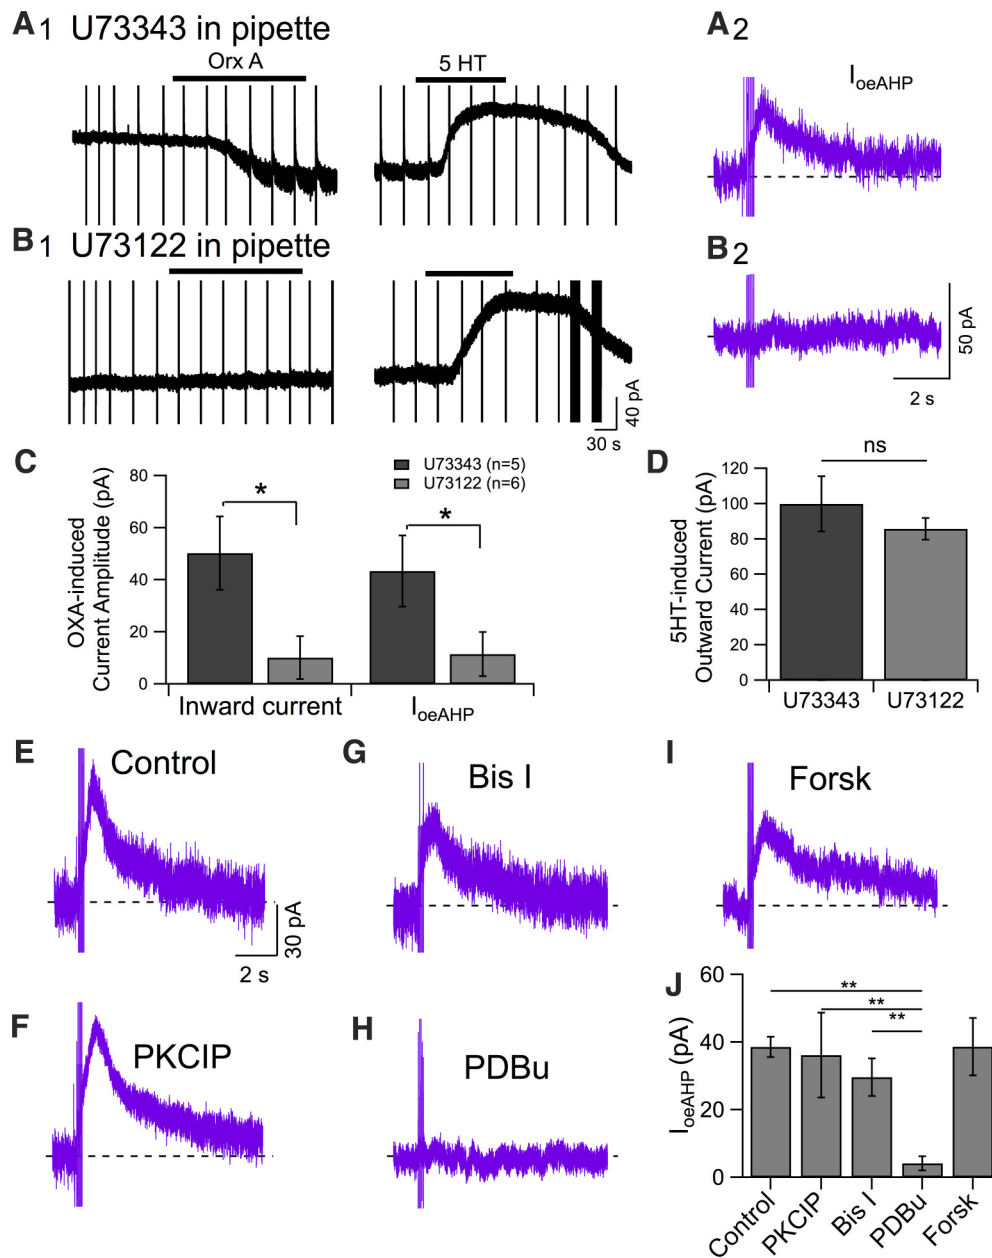 A1 U73343 in pipette
Orx A
5 HT
A2
IoeAHP
B1 U73122 in pipette
40 pA
30 s
B2
50 pA
2 s
C
U73343 (n=5)
U73122 (n=6)
OXA-induced
Current Amplitude (pA)
80
60
40
20
0
*
*
Inward current
IoeAHP
D
ns
5HT-induced
Outward Current (pA)
120
100
80
60
40
20
0
U73343
U73122
E
Control
30 pA
2 s
G
Bis I
I
Forsk
F
PKCIP
H
PDBu
J
IoeAHP (pA)
60
40
20
0
**
**
**
Control
PKCIP
Bis I
PDBu
Forsk